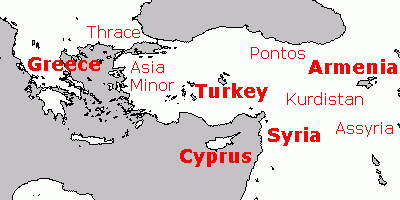 Thrace
Greece
Pontos
Asia
Minor
Armenia
Turkey
Kurdistan
Assyria
Syria
Cyprus